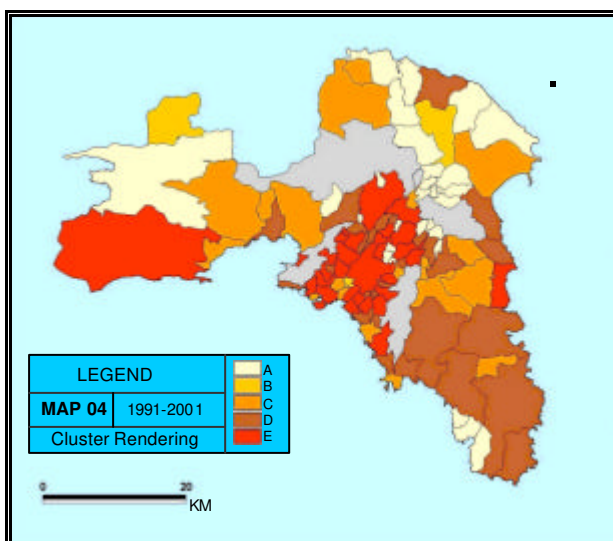 LEGEND
MAP 04 1991-2001
Cluster Rendering
A
B
C
D
E
0 20
KM